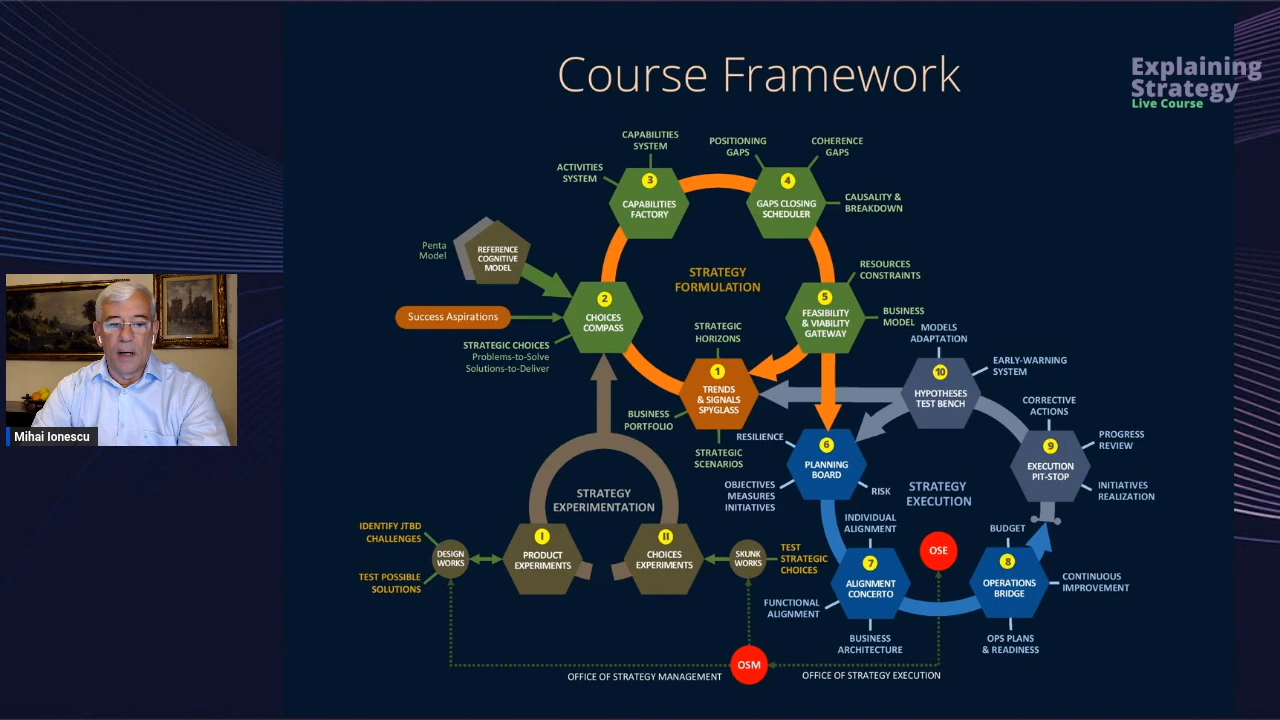 Course Framework
Explaining
Strategy
Live Course
CAPABILITIES
SYSTEM
ACTIVITIES
SYSTEM
3
CAPABILITIES
FACTORY
POSITIONING
GAPS
COHERENCE
GAPS
4
GAPS CLOSING
SCHEDULER
CAUSALITY &
BREAKDOWN
Penta
Model
REFERENCE
COGNITIVE
MODEL
STRATEGY
FORMULATION
RESOURCES
CONSTRAINTS
Success Aspirations
2
CHOICES
COMPASS
5
FEASIBILITY
& VIABILITY
GATEWAY
BUSINESS
MODEL
STRATEGIC CHOICES
Problems-to-Solve
Solutions-to-Deliver
STRATEGIC
HORIZONS
1
TRENDS
& SIGNALS
SPYGLASS
BUSINESS
PORTFOLIO
STRATEGIC
SCENARIOS
MODELS
ADAPTATION
EARLY-WARNING
SYSTEM
10
HYPOTHESES
TEST BENCH
CORRECTIVE
ACTIONS
PROGRESS
REVIEW
9
EXECUTION
PIT-STOP
INITIATIVES
REALIZATION
RESILIENCE
6
PLANNING
BOARD
OBJECTIVES
MEASURES
INITIATIVES
RISK
STRATEGY
EXECUTION
Mihai Ionescu
STRATEGY
EXPERIMENTATION
IDENTIFY JTBD
CHALLENGES
DESIGN
WORKS
TEST POSSIBLE
SOLUTIONS
I
PRODUCT
EXPERIMENTS
II
CHOICES
EXPERIMENTS
SKUNK
WORKS
TEST
STRATEGIC
CHOICES
INDIVIDUAL
ALIGNMENT
7
ALIGNMENT
CONCERTO
FUNCTIONAL
ALIGNMENT
BUSINESS
ARCHITECTURE
OSE
BUDGET
8
OPERATIONS
BRIDGE
CONTINUOUS
IMPROVEMENT
OPS PLANS
& READINESS
OSM
OFFICE OF STRATEGY MANAGEMENT
OFFICE OF STRATEGY EXECUTION